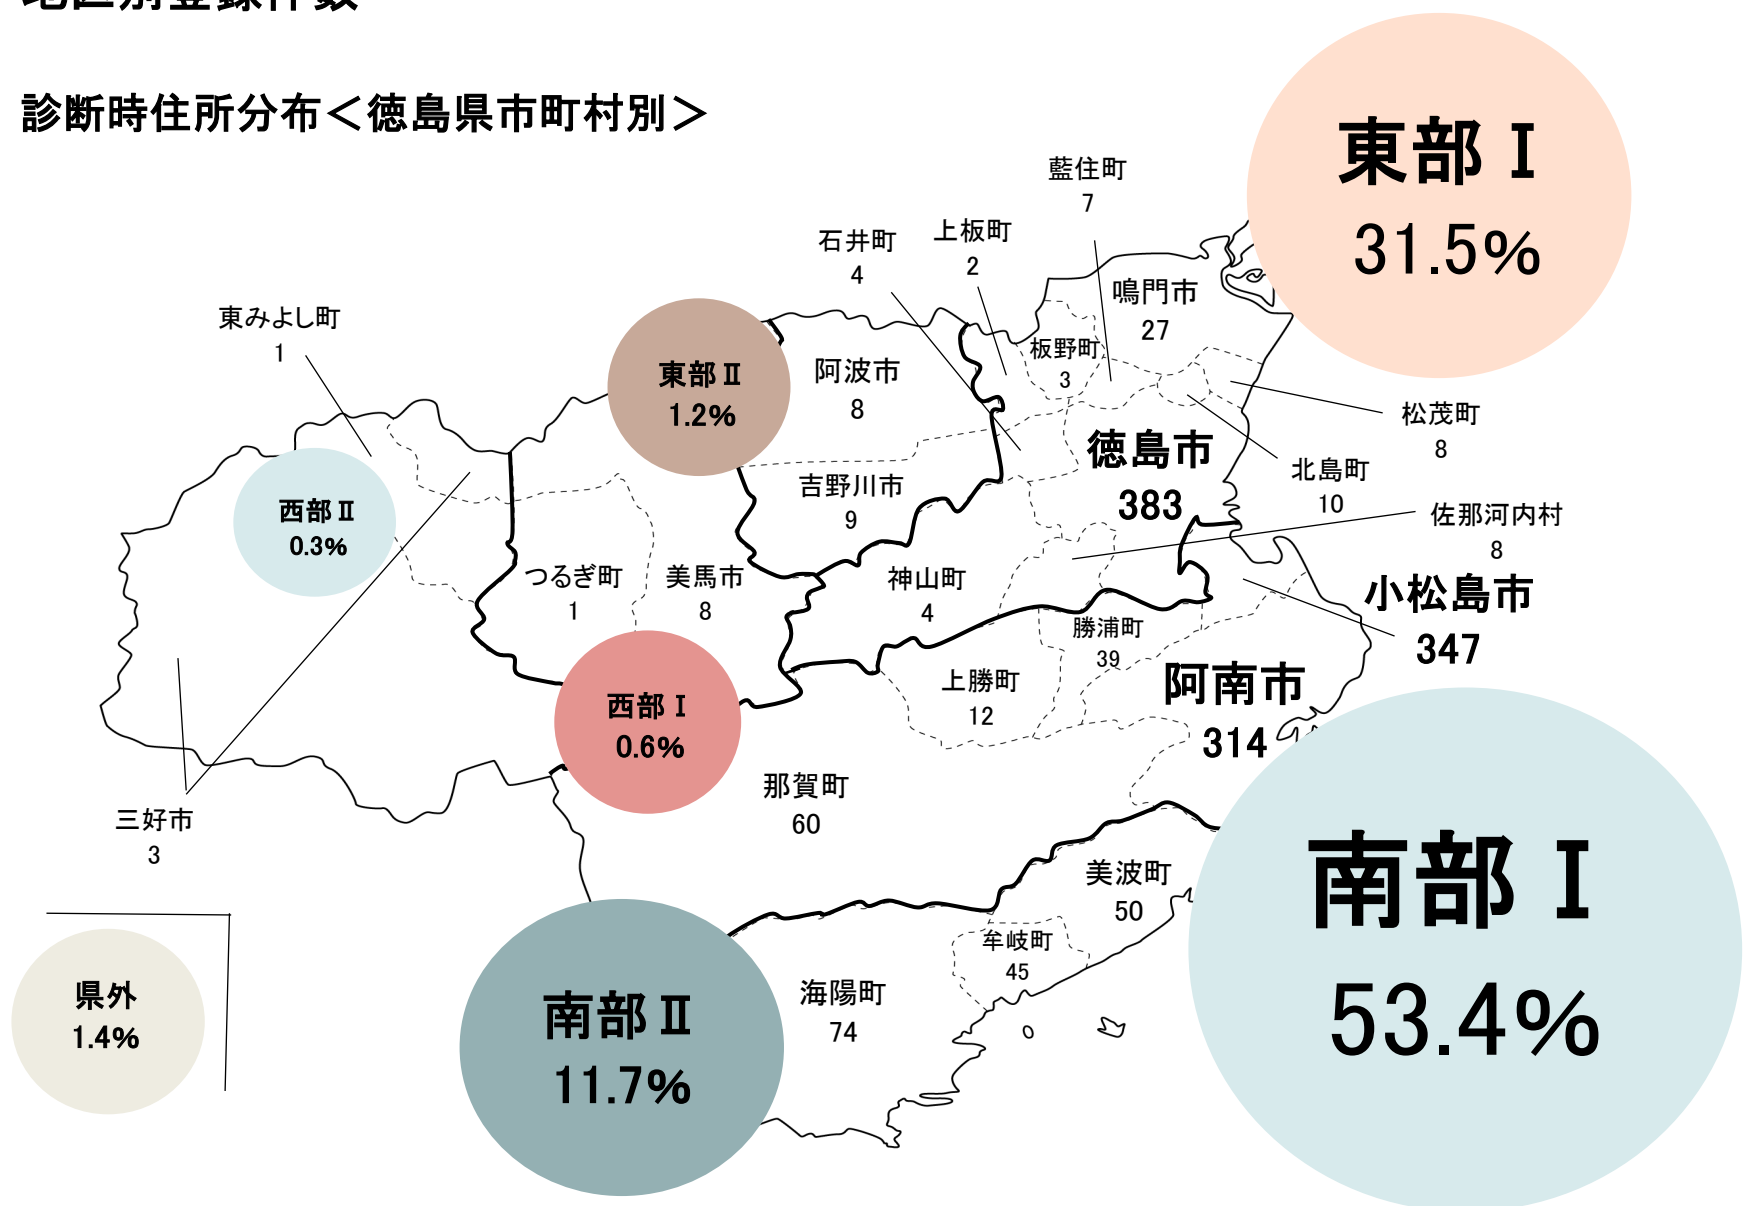 地区別登録件数
診断時住所分布＜徳島県市町村別＞
東部Ⅰ
31.5%
藍住町
7
上板町
2
石井町
4
鳴門市
27
板野町
3
東みよし町
1
東部Ⅱ
1.2%
阿波市
8
松茂町
8
徳島市
383
北島町
10
吉野川市
9
西部Ⅱ
0.3%
佐那河内村
8
つるぎ町
1
美馬市
8
神山町
4
小松島市
347
勝浦町
39
上勝町
12
阿南市
314
西部Ⅰ
0.6%
那賀町
60
三好市
3
南部Ⅰ
53.4%
美波町
50
牟岐町
45
海陽町
74
南部Ⅱ
11.7%
県外
1.4%